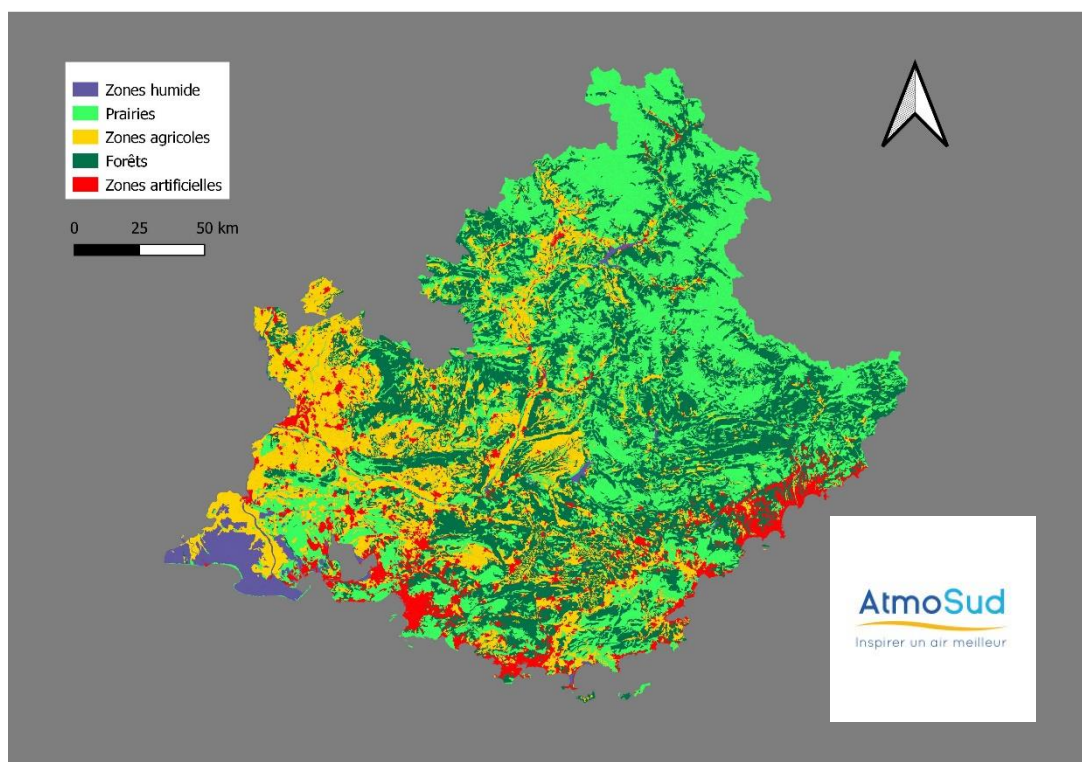 Zones humide
Prairies
Zones agricoles
Forêts
Zones artificielles
0 25 50 km
AtmoSud
Inspirer un air meilleur